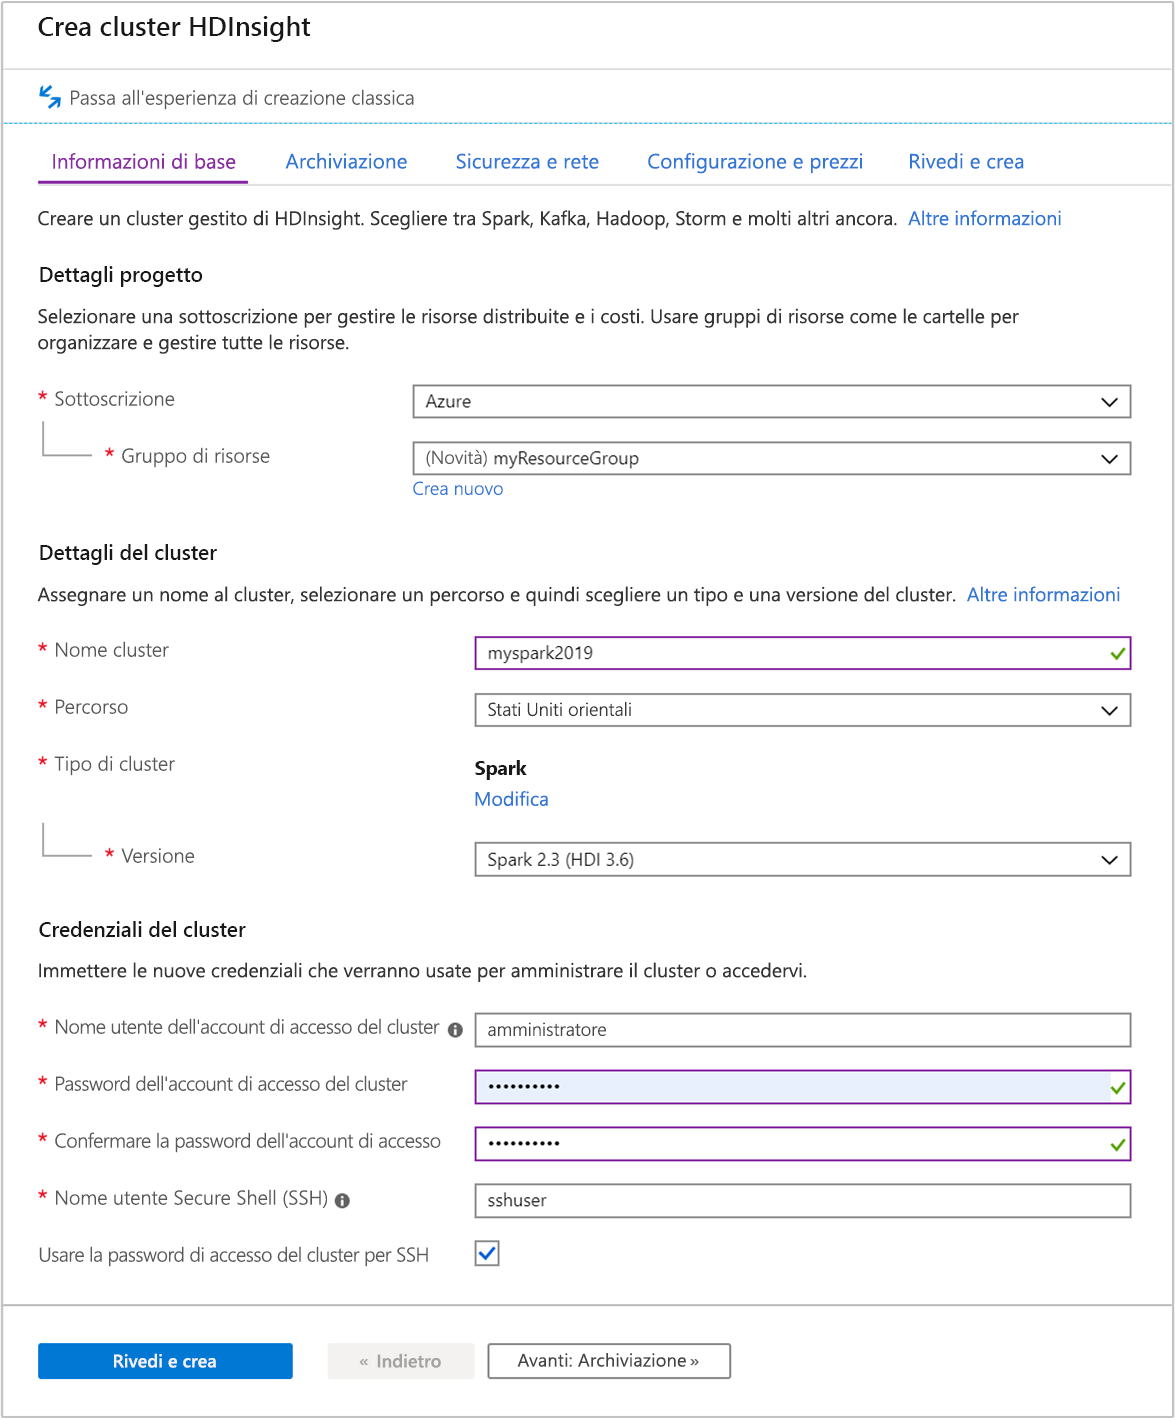 Crea cluster HDInsight
Passa all'esperienza di creazione classica
Informazioni di base Archiviazione Sicurezza e rete Configurazione e prezzi Rivedi e crea
Creare un cluster gestito di HDInsight. Scegliere tra Spark, Kafka, Hadoop, Storm e molti altri ancora. Altre informazioni
Dettagli progetto
Selezionare una sottoscrizione per gestire le risorse distribuite e i costi. Usare gruppi di risorse come le cartelle per
organizzare e gestire tutte le risorse.
* Sottoscrizione Azure
* Gruppo di risorse (Novità) myResourceGroup
Crea nuovo
Dettagli del cluster
Assegnare un nome al cluster, selezionare un percorso e quindi scegliere un tipo e una versione del cluster. Altre informazioni
* Nome cluster myspark2019
* Percorso Stati Uniti orientali
* Tipo di cluster Spark
Modifica
* Versione Spark 2.3 (HDI 3.6)
Credenziali del cluster
Immettere le nuove credenziali che verranno usate per amministrare il cluster o accedervi.
* Nome utente dell'account di accesso del cluster amministratore
* Password dell'account di accesso del cluster ••••••••••
* Confermare la password dell'account di accesso ••••••••••
* Nome utente Secure Shell (SSH) sshuser
Usare la password di accesso del cluster per SSH
Rivedi e crea « Indietro Avanti: Archiviazione »